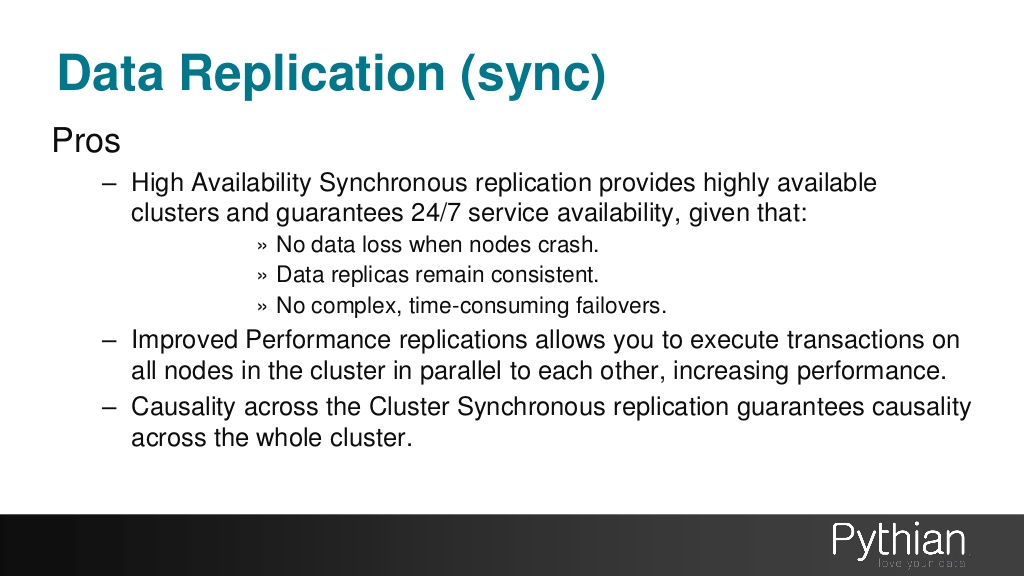 Data Replication (sync)
Pros
– High Availability Synchronous replication provides highly available
clusters and guarantees 24/7 service availability, given that:
» No data loss when nodes crash.
» Data replicas remain consistent.
» No complex, time-consuming failovers.
– Improved Performance replications allows you to execute transactions on
all nodes in the cluster in parallel to each other, increasing performance.
– Causality across the Cluster Synchronous replication guarantees causality
across the whole cluster.
Pythian
love your data